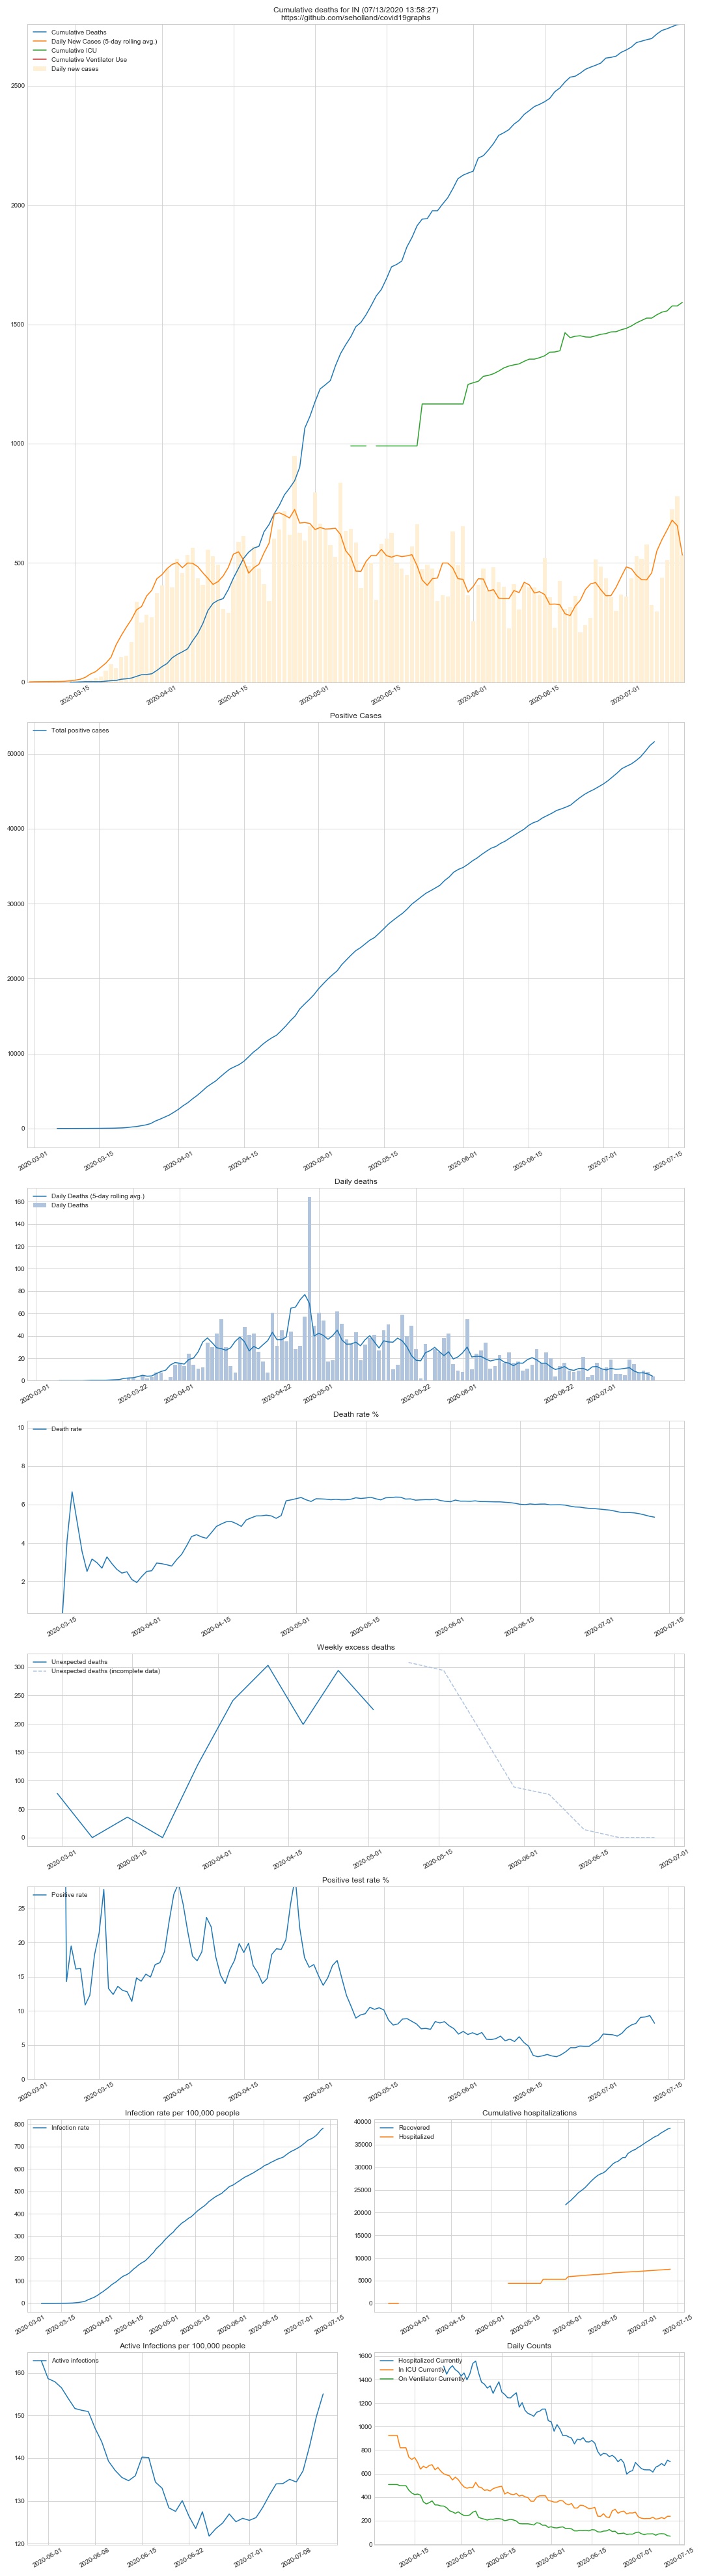 Cumulative deaths for IN (07/13/2020 13:58:27)
https://github.com/seholland/covid19graphs
Cumulative Deaths
Daily New Cases (5-day rolling avg.)
Cumulative ICU
Cumulative Ventilator Use
Daily new cases
2500
2000
1500
1000
500
0
2020-03-15 2020-04-01 2020-04-15 2020-05-01 2020-05-15 2020-06-01 2020-06-15 2020-07-01
Positive Cases
Total positive cases
50000
40000
30000
20000
10000
0
2020-03-01 2020-03-15 2020-04-01 2020-04-15 2020-05-01 2020-05-15 2020-06-01 2020-06-15 2020-07-01 2020-07-15
Daily deaths
Daily Deaths (5-day rolling avg.)
Daily Deaths
160
140
120
100
80
60
40
20
0
2020-03-01 2020-03-22 2020-04-01 2020-04-22 2020-05-01 2020-05-22 2020-06-01 2020-06-22 2020-07-01
Death rate %
Death rate
10
8
6
4
2
2020-03-15 2020-04-01 2020-04-15 2020-05-01 2020-05-15 2020-06-01 2020-06-15 2020-07-01 2020-07-15
Weekly excess deaths
Unexpected deaths
Unexpected deaths (incomplete data)
300
250
200
150
100
50
0
2020-03-01 2020-03-15 2020-04-01 2020-04-15 2020-05-01 2020-05-15 2020-06-01 2020-06-15 2020-07-01
Positive test rate %
Positive rate
25
20
15
10
5
0
2020-03-01 2020-03-15 2020-04-01 2020-04-15 2020-05-01 2020-05-15 2020-06-01 2020-06-15 2020-07-01 2020-07-15
Infection rate per 100,000 people
Infection rate
800
700
600
500
400
300
200
100
0
2020-03-01 2020-03-15 2020-04-01 2020-04-15 2020-05-01 2020-05-15 2020-06-01 2020-06-15 2020-07-01 2020-07-15
Cumulative hospitalizations
Recovered
Hospitalized
40000
35000
30000
25000
20000
15000
10000
5000
0
2020-04-01 2020-04-15 2020-05-01 2020-05-15 2020-06-01 2020-06-15 2020-07-01 2020-07-15
Active Infections per 100,000 people
Active infections
160
150
140
130
120
2020-06-01 2020-06-08 2020-06-15 2020-06-22 2020-07-01 2020-07-08
Daily Counts
Hospitalized Currently
In ICU Currently
On Ventilator Currently
1600
1400
1200
1000
800
600
400
200
0
2020-04-15 2020-05-01 2020-05-15 2020-06-01 2020-06-15 2020-07-01 2020-07-15